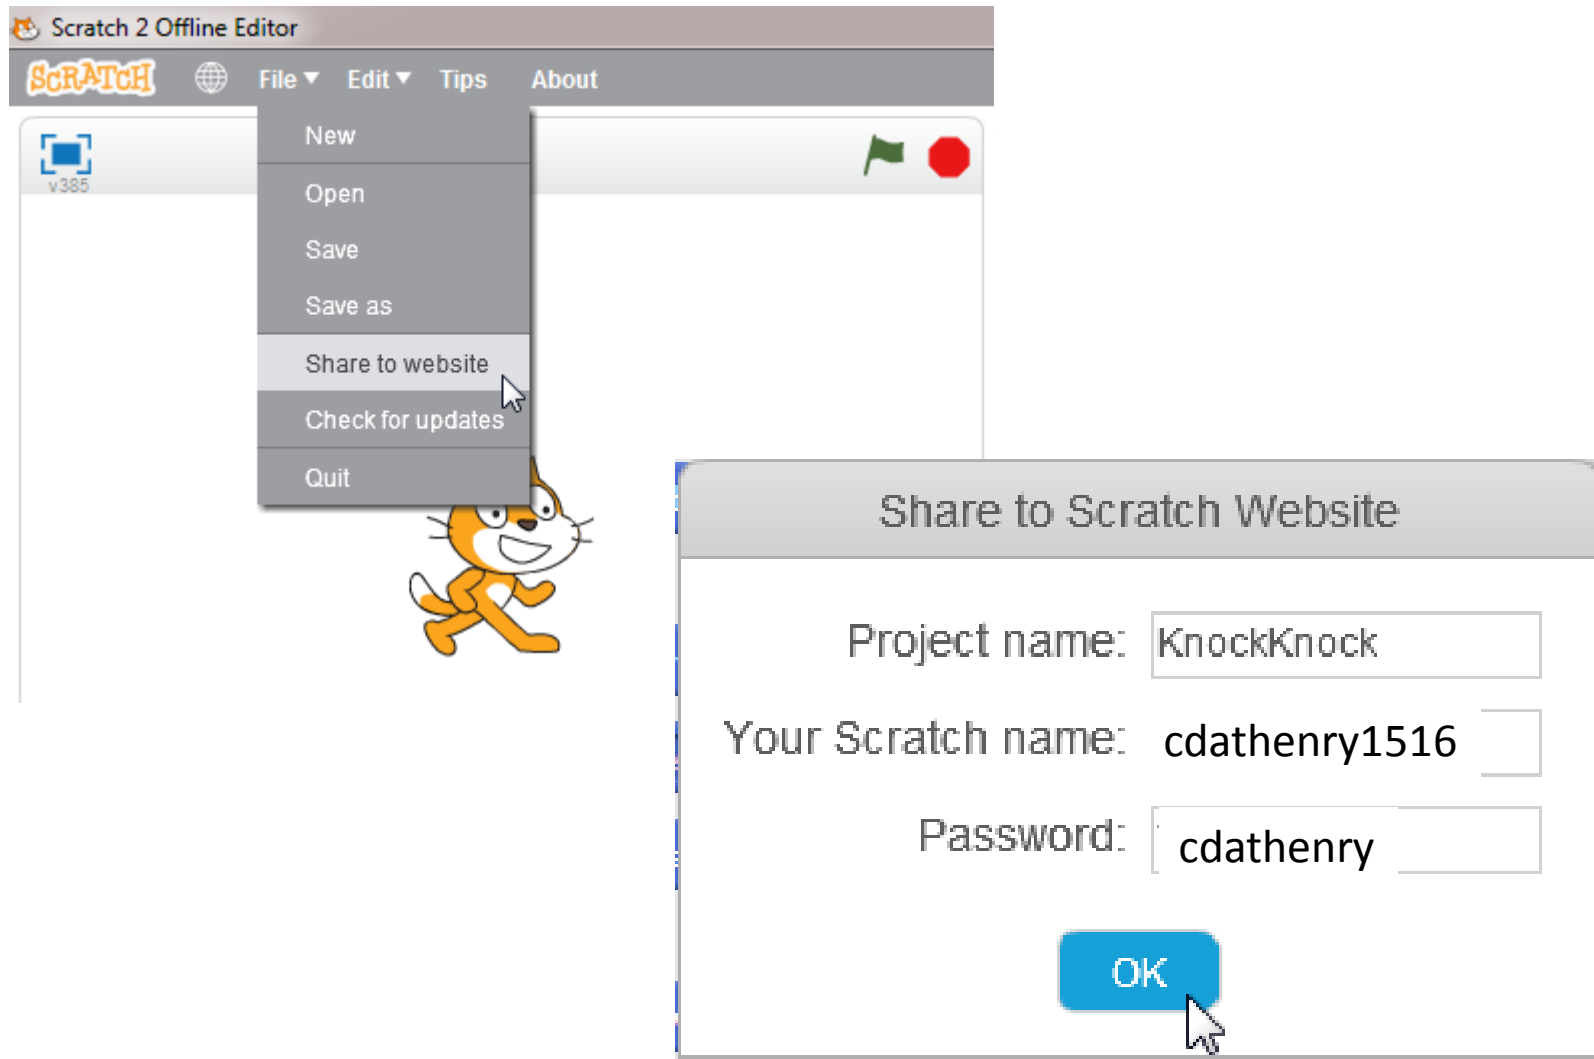 Scratch 2 Offline Editor
SCRATCH File Edit Tips About
v385
New
Open
Save
Save as
Share to website
Check for updates
Quit
Share to Scratch Website
Project name: KnockKnock
Your Scratch name: cdathenry1516
Password: cdathenry
OK